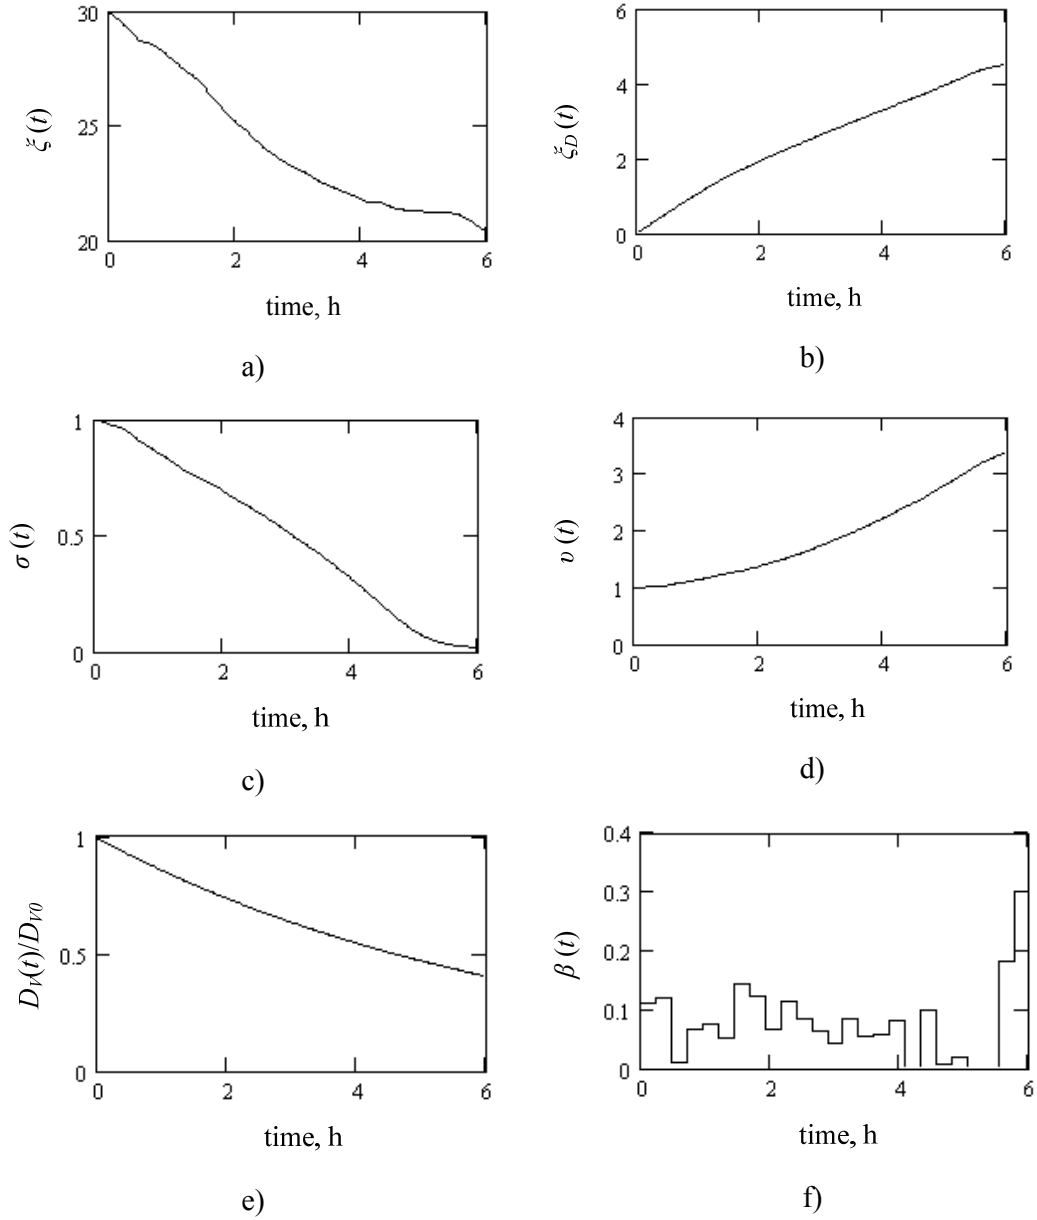 30
25
20
0 2 4 6
ξ (t)
time, h
a)
6
4
2
0
0 2 4 6
ξD (t)
time, h
b)
1
0.5
0
0 2 4 6
σ (t)
time, h
c)
4
3
2
1
0
0 2 4 6
υ (t)
time, h
d)
1
0.5
0
0 2 4 6
DV(t)/DV0
time, h
e)
0.4
0.3
0.2
0.1
0
0 2 4 6
β (t)
time, h
f)